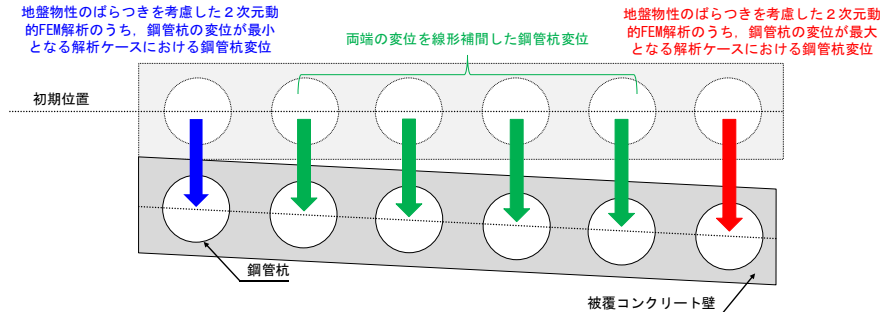 地盤物性のばらつきを考慮した２次元動
的FEM解析のうち，鋼管杭の変位が最小
となる解析ケースにおける鋼管杭変位
両端の変位を線形補間した鋼管杭変位
地盤物性のばらつきを考慮した２次元動
的FEM解析のうち，鋼管杭の変位が最大
となる解析ケースにおける鋼管杭変位
初期位置
鋼管杭
被覆コンクリート壁